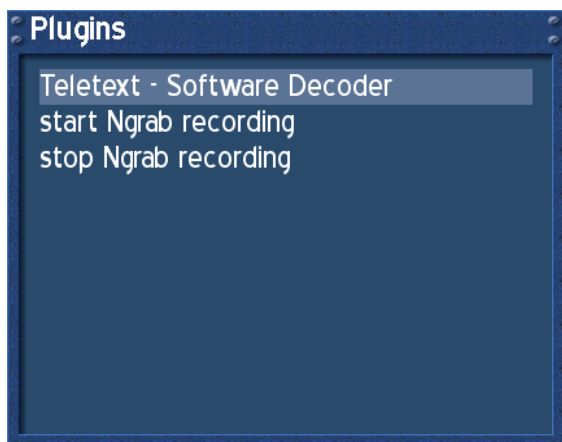 Plugins
Teletext - Software Decoder
start Ngrab recording
stop Ngrab recording